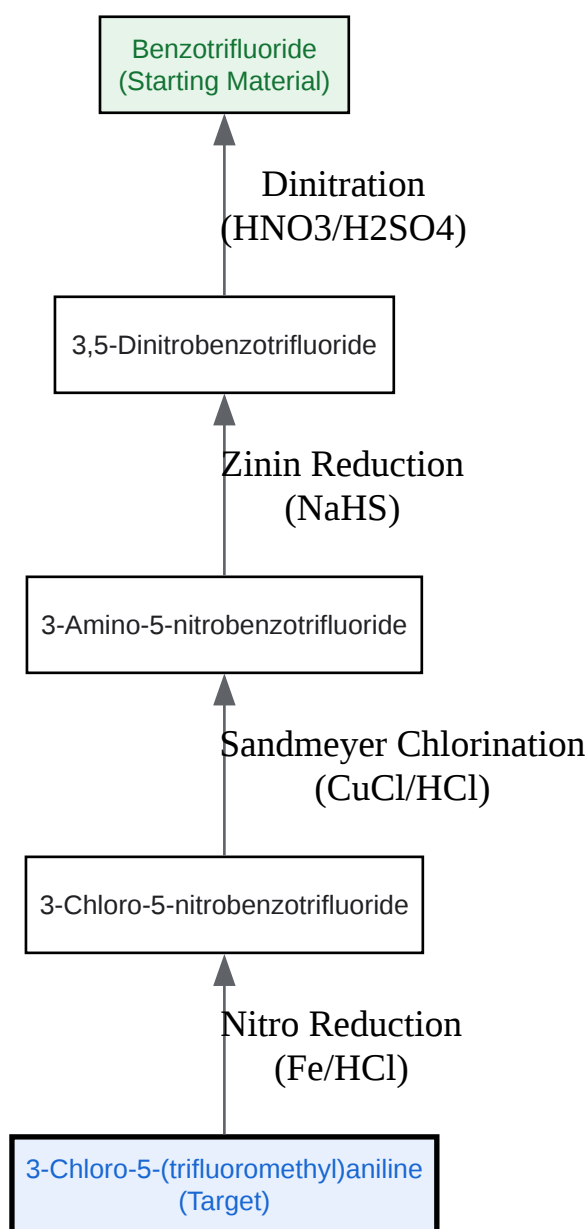 Benzotrifluoride
(Starting Material)
Dinitration
(HNO3/H2SO4)
3,5-Dinitrobenzotrifluoride
Zinin Reduction
(NaHS)
3-Amino-5-nitrobenzotrifluoride
Sandmeyer Chlorination
(CuCl/HCl)
3-Chloro-5-nitrobenzotrifluoride
Nitro Reduction
(Fe/HCl)
3-Chloro-5-(trifluoromethyl)aniline
(Target)